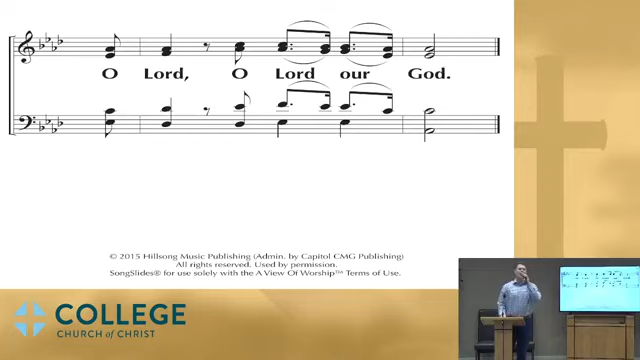 O Lord, O Lord our God.
© 2015 Hillsong Music Publishing (Admin. by Capitol CMG Publishing)
All rights reserved. Used by permission.
SongSlides® for use solely with the A View Of Worship™ Terms of Use.
COLLEGE
CHURCH of CHRIST